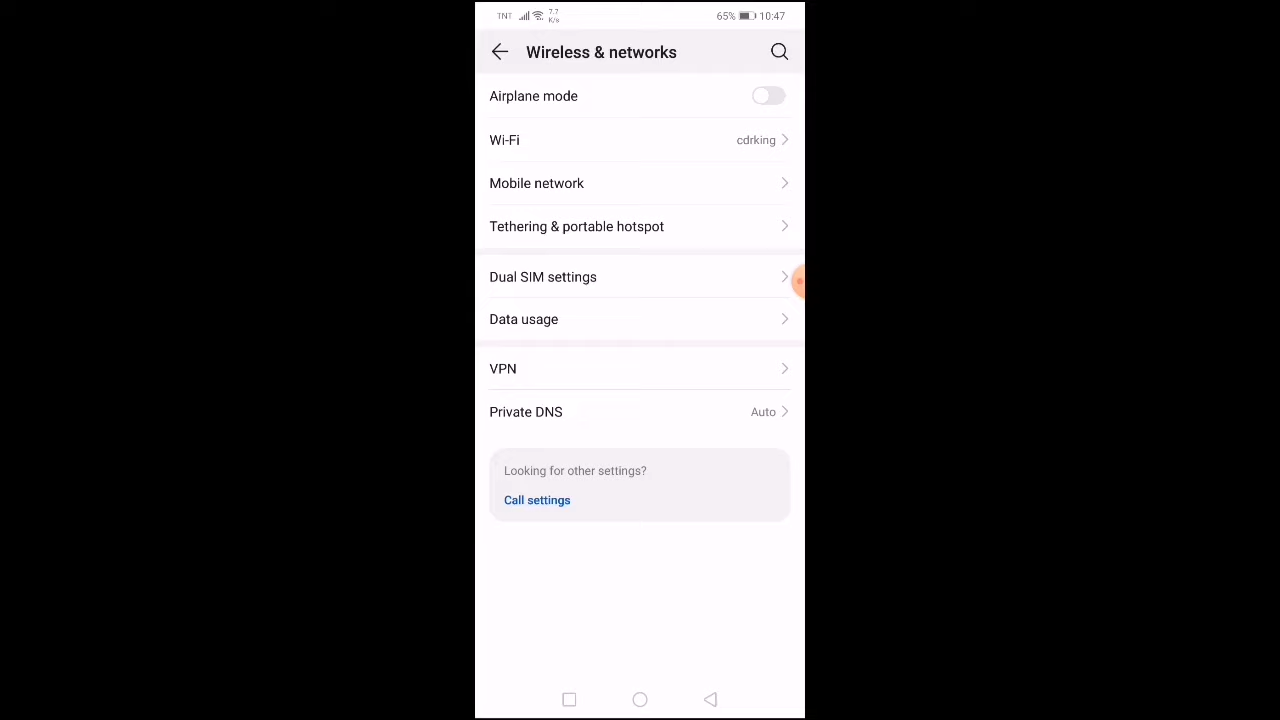 TNT 7.7 K/s 65% 10:47
Wireless & networks
Airplane mode
Wi-Fi cdrking
Mobile network
Tethering & portable hotspot
Dual SIM settings
Data usage
VPN
Private DNS Auto
Looking for other settings?
Call settings